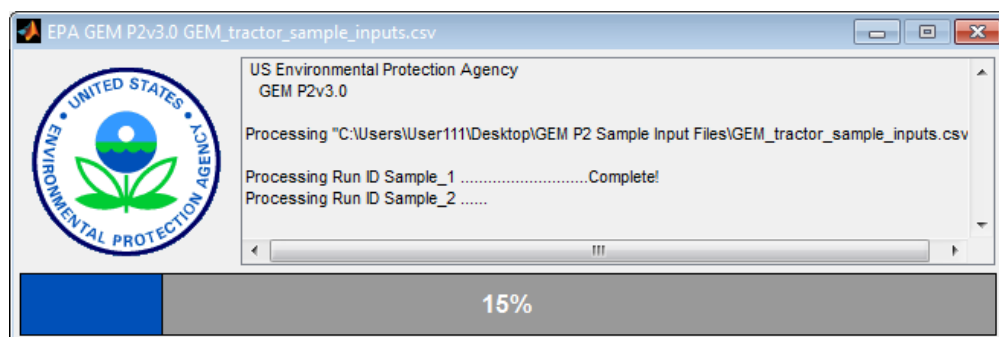 EPA GEM P2v3.0 GEM_tractor_sample_inputs.csv
UNITED STATES
ENVIRONMENTAL PROTECTION AGENCY
US Environmental Protection Agency
GEM P2v3.0
Processing "C:\Users\User111\Desktop\GEM P2 Sample Input Files\GEM_tractor_sample_inputs.csv
Processing Run ID Sample_1 ............................Complete!
Processing Run ID Sample_2 ......
15%